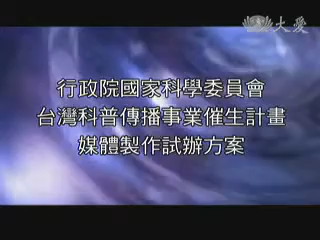 大愛
行政院國家科學委員會
台灣科普傳播事業催生計畫
媒體製作試辦方案